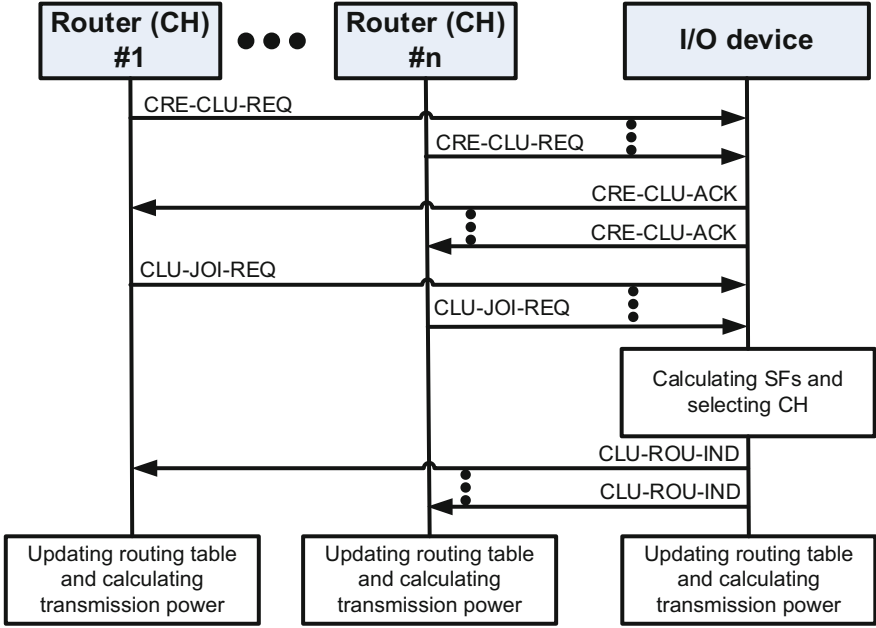 Router (CH)
#1
Router (CH)
#n
I/O device
CRE-CLU-REQ
CRE-CLU-REQ
CRE-CLU-ACK
CRE-CLU-ACK
CLU-JOI-REQ
CLU-JOI-REQ
Calculating SFs and
selecting CH
CLU-ROU-IND
CLU-ROU-IND
Updating routing table
and calculating
transmission power
Updating routing table
and calculating
transmission power
Updating routing table
and calculating
transmission power